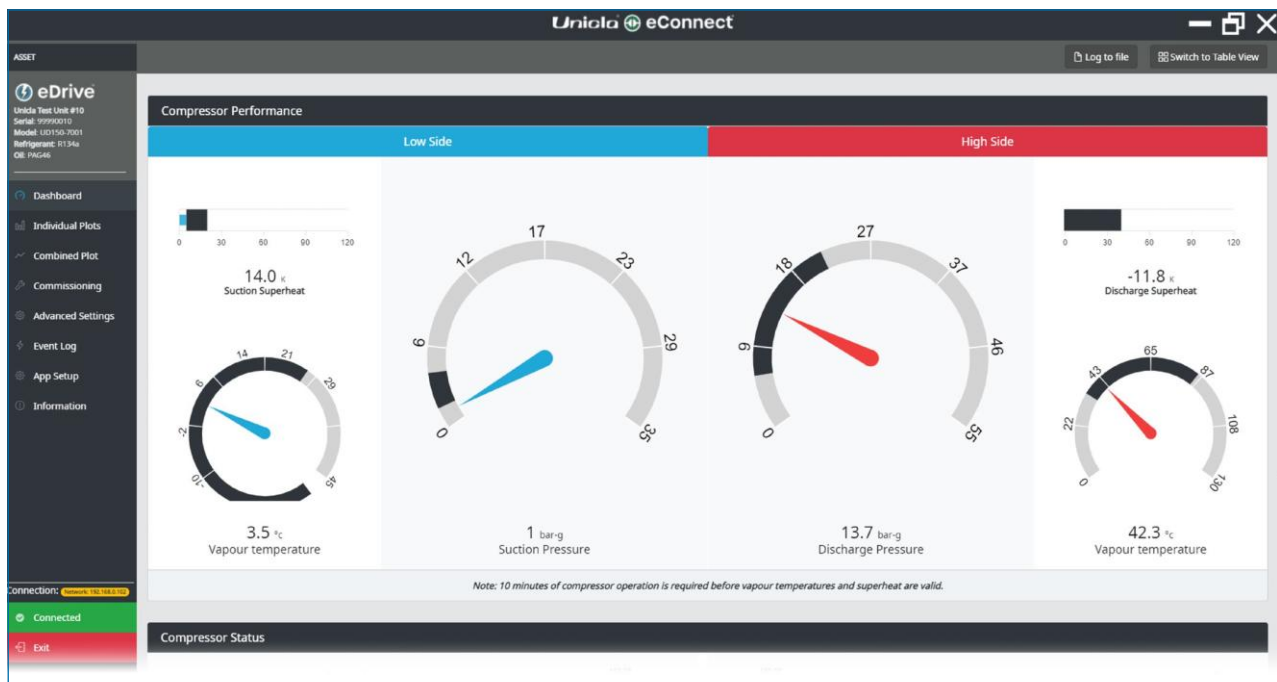 Unicla eConnect
ASSET
Log to file
Switch to Table View
eDrive
Unicla Test Unit #10
Serial: 99990010
Model: UD150-7001
Refrigerant: R134a
Oil: PAG46
Dashboard
Individual Plots
Combined Plot
Commissioning
Advanced Settings
Event Log
App Setup
Information
Connection: Network: 192.168.0.102
Connected
Exit
Compressor Performance
Low Side
High Side
0 30 60 90 120
14.0 K
Suction Superheat
-10 -2 6 14 21 29 45
3.5 °c
Vapour temperature
0 6 12 17 23 29 35
1 bar-g
Suction Pressure
0 9 18 27 37 46 55
13.7 bar-g
Discharge Pressure
0 30 60 90 120
-11.8 K
Discharge Superheat
0 22 43 65 87 108 130
42.3 °c
Vapour temperature
Note: 10 minutes of compressor operation is required before vapour temperatures and superheat are valid.
Compressor Status